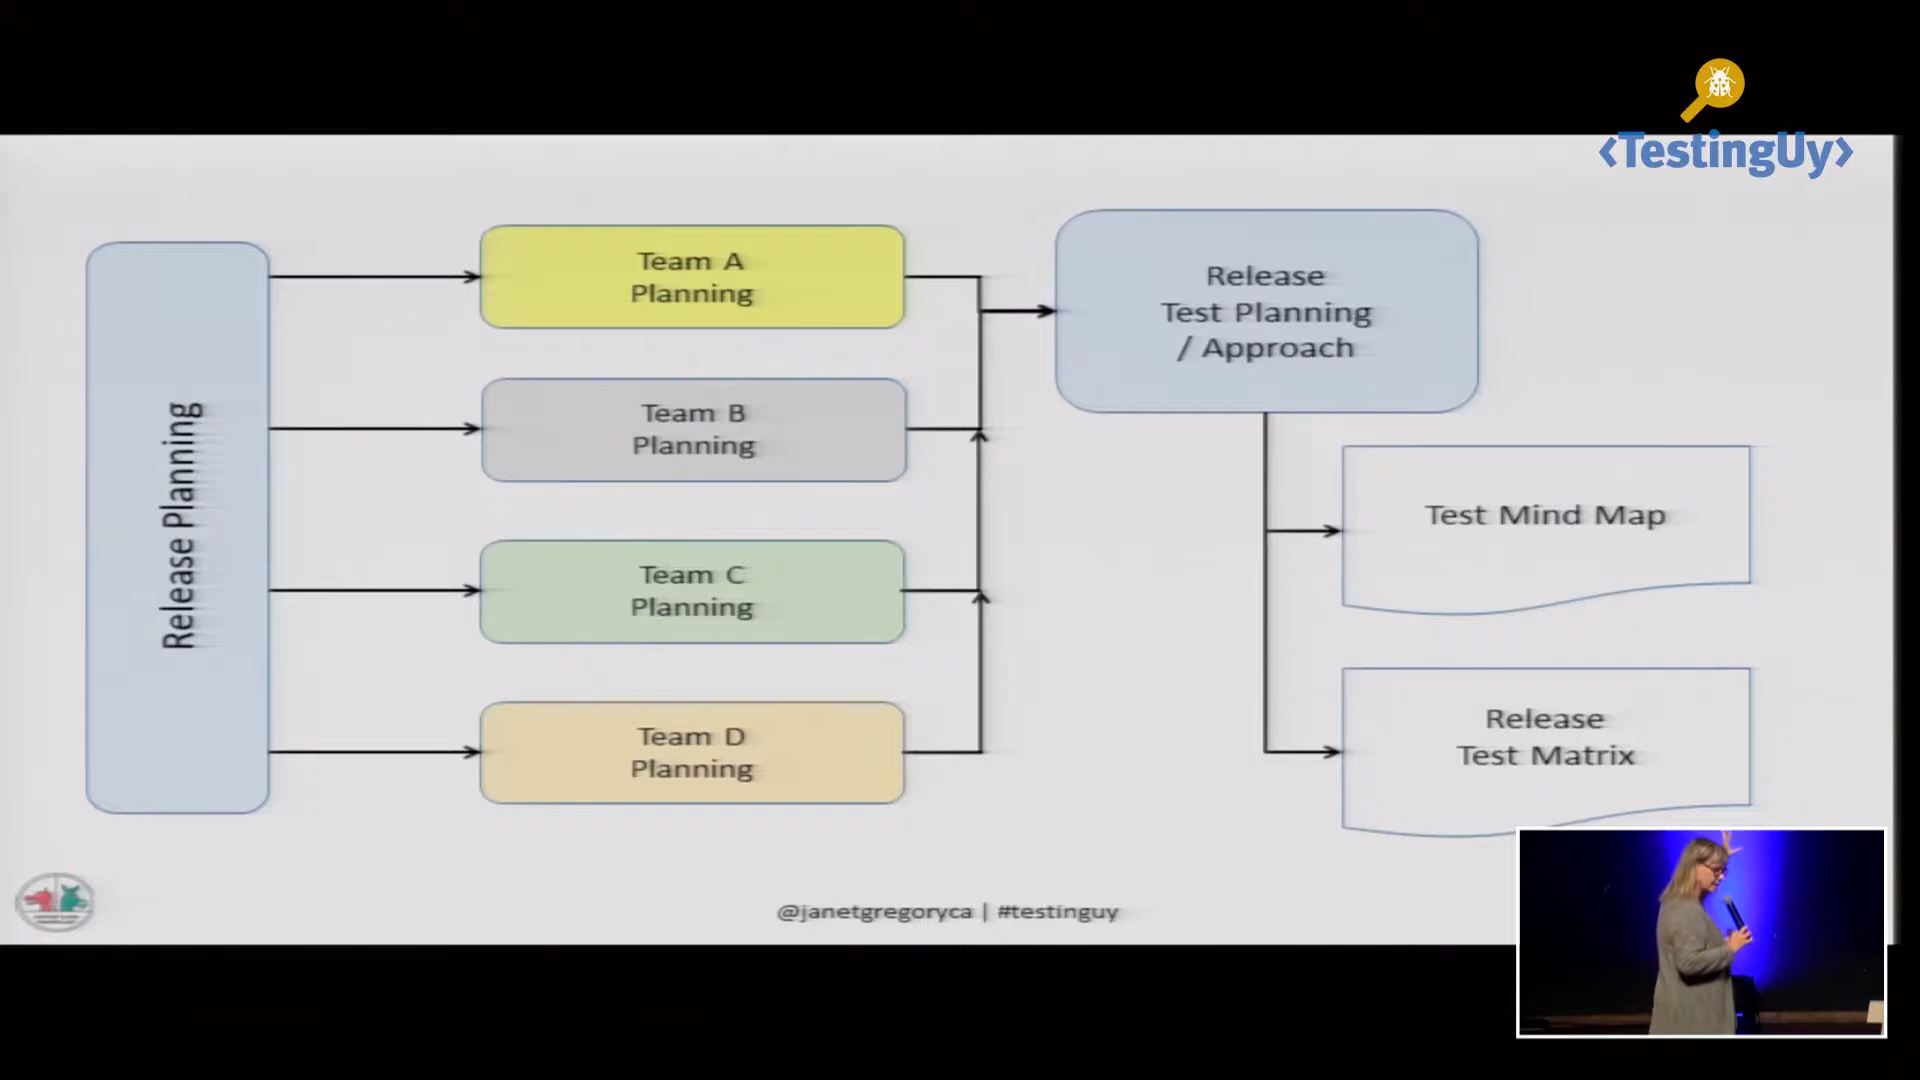 <TestingUy>
Release Planning
Team A
Planning
Team B
Planning
Team C
Planning
Team D
Planning
Release
Test Planning
/ Approach
Test Mind Map
Release
Test Matrix
@janetgregoryca | #testinguy